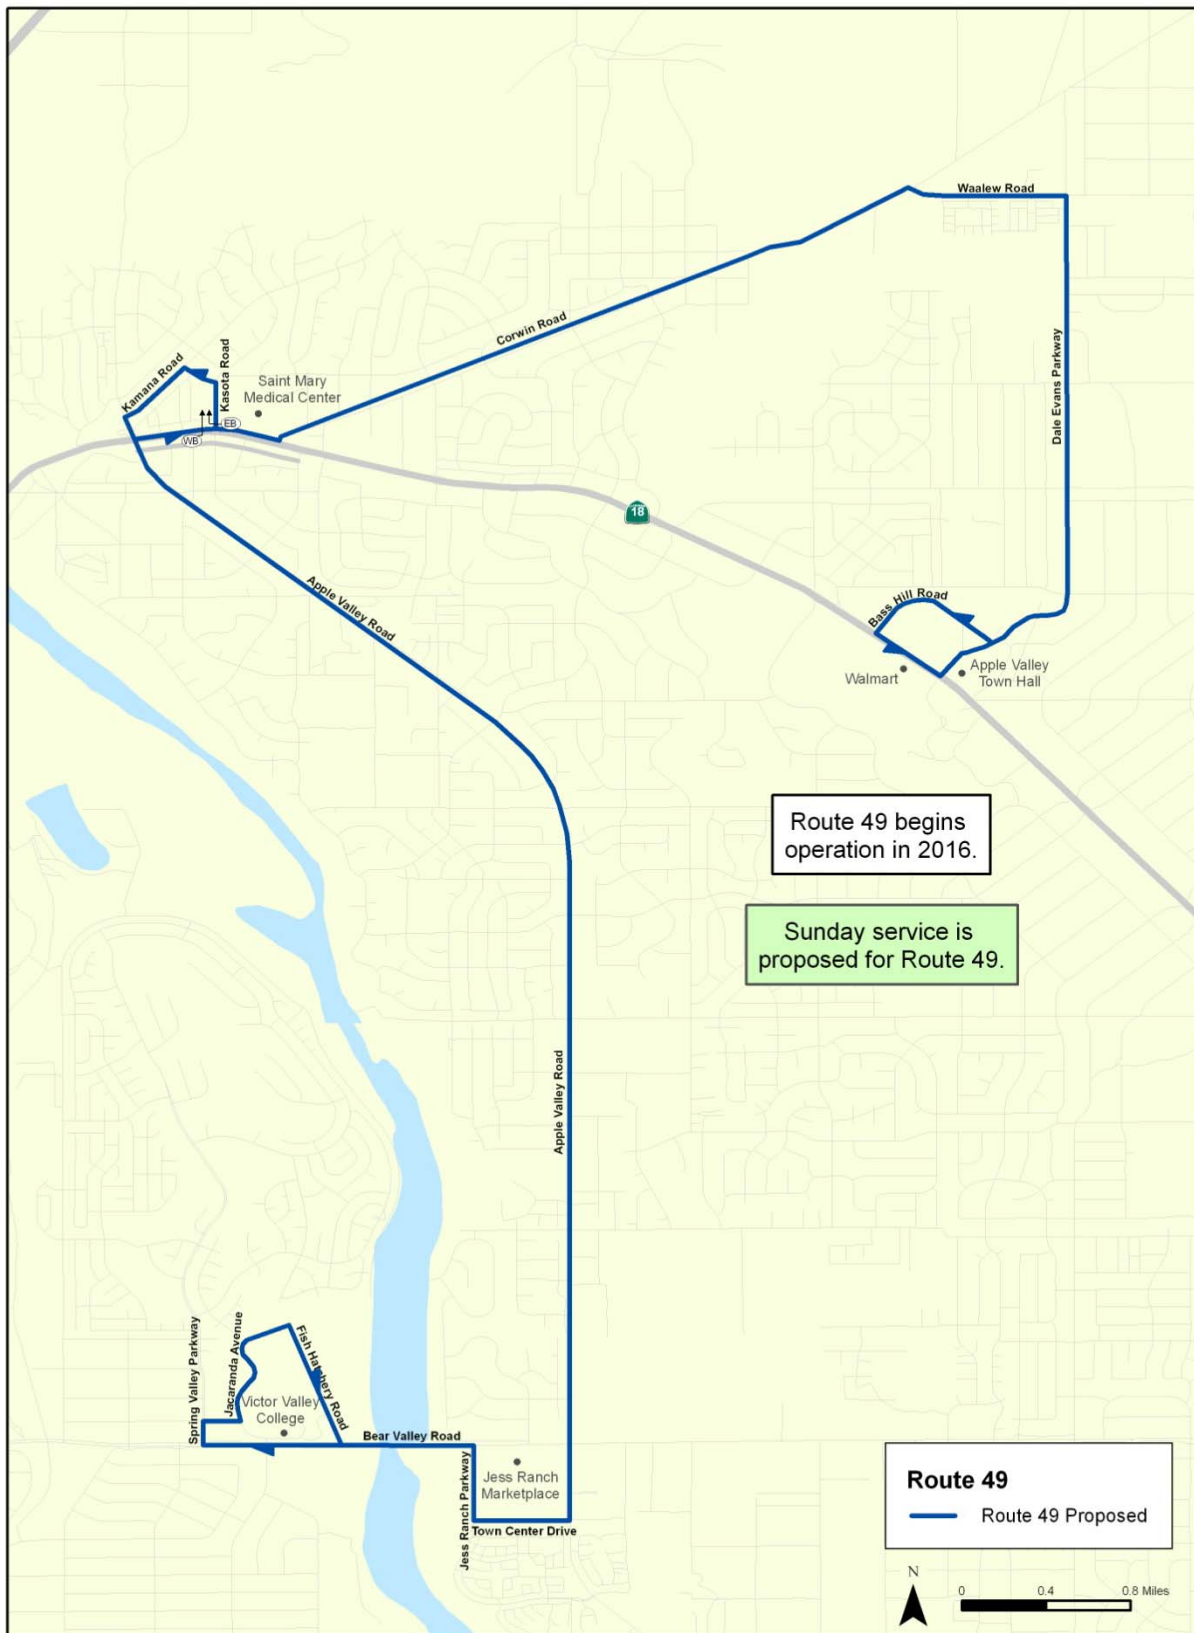 Waalew Road
Corwin Road
Dale Evans Parkway
Kamana Road
Kasota Road
Saint Mary
Medical Center
EB
WB
18
Apple Valley Road
Bass Hill Road
Walmart
Apple Valley
Town Hall
Route 49 begins
operation in 2016.
Sunday service is
proposed for Route 49.
Apple Valley Road
Spring Valley Parkway
Jacaranda Avenue
Fish Hatchery Road
Victor Valley
College
Bear Valley Road
Jess Ranch Parkway
Jess Ranch
Marketplace
Town Center Drive
Route 49
Route 49 Proposed
N
0 0.4 0.8 Miles